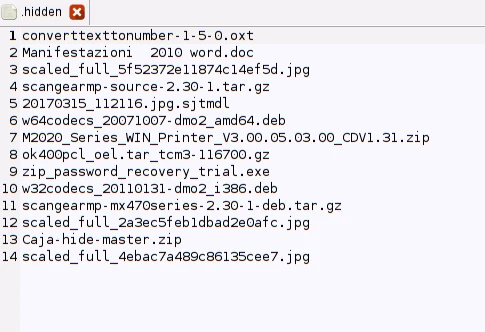 .hidden
1 converttexttonumber-1-5-0.oxt
2 Manifestazioni  2010 word.doc
3 scaled_full_5f52372e11874c14ef5d.jpg
4 scangearmp-source-2.30-1.tar.gz
5 20170315_112116.jpg.sjtmdl
6 w64codecs_20071007-dmo2_amd64.deb
7 M2020_Series_WIN_Printer_V3.00.05.03.00_CDV1.31.zip
8 ok400pcl_oel.tar_tcm3-116700.gz
9 zip_password_recovery_trial.exe
10 w32codecs_20110131-dmo2_i386.deb
11 scangearmp-mx470series-2.30-1-deb.tar.gz
12 scaled_full_2a3ec5feb1dbad2e0afc.jpg
13 Caja-hide-master.zip
14 scaled_full_4ebac7a489c86135cee7.jpg